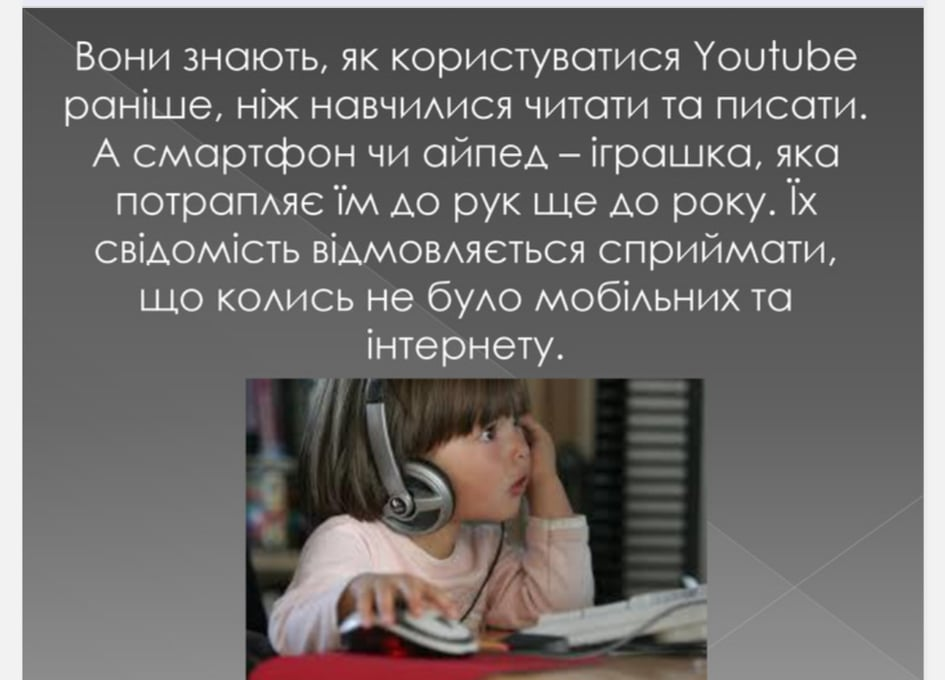 Вони знають, як користуватися Youtube
раніше, ніж навчилися читати та писати.
А смартфон чи айпед – іграшка, яка
потрапляє їм до рук ще до року. Їх
свідомість відмовляється сприймати,
що колись не було мобільних та
інтернету.